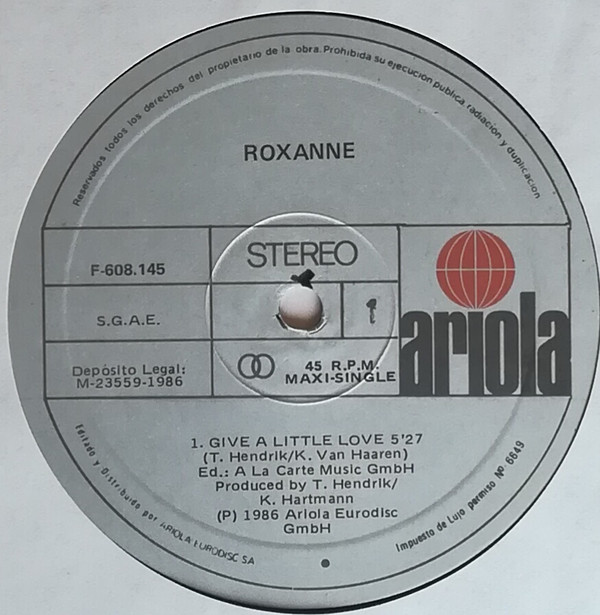 Reservados todos los derechos del propietario de la obra. Prohibida su ejecucion publica, radiación y duplicación
ROXANNE
F-608.145
STEREO
S.G.A.E.
1
ariola
Depósito Legal:
M-23559-1986
45 R.P.M.
MAXI-SINGLE
1. GIVE A LITTLE LOVE 5'27
(T. Hendrik/K. Van Haaren)
Ed.: A La Carte Music GmbH
Produced by T. Hendrik/
K. Hartmann
(P) 1986 Ariola Eurodisc
GmbH
Editado y Distribuido por ARIOLA EURODISC SA
Impuesto de Lujo permiso Nº 6649